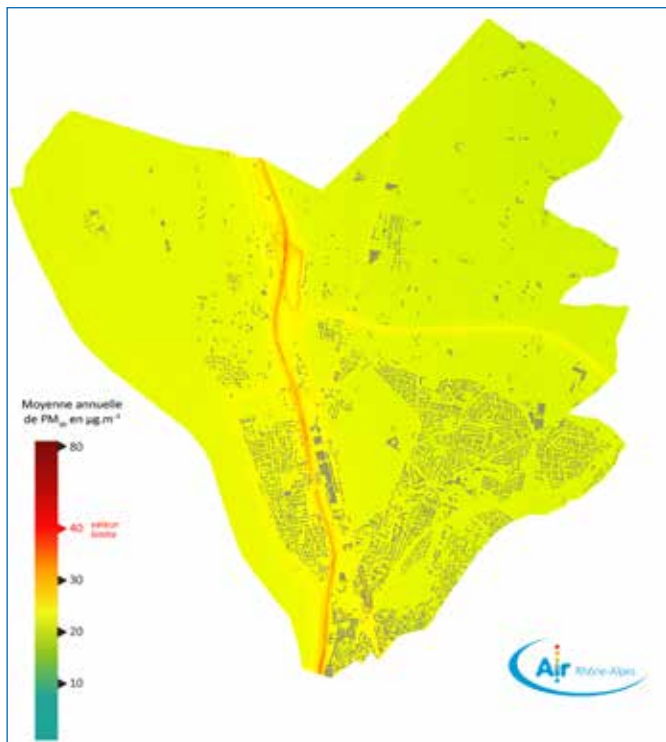 Moyenne annuelle
de PM₁₀ en µg.m⁻³
80
40 valeur
limite
30
20
10
Air Rhône-Alpes